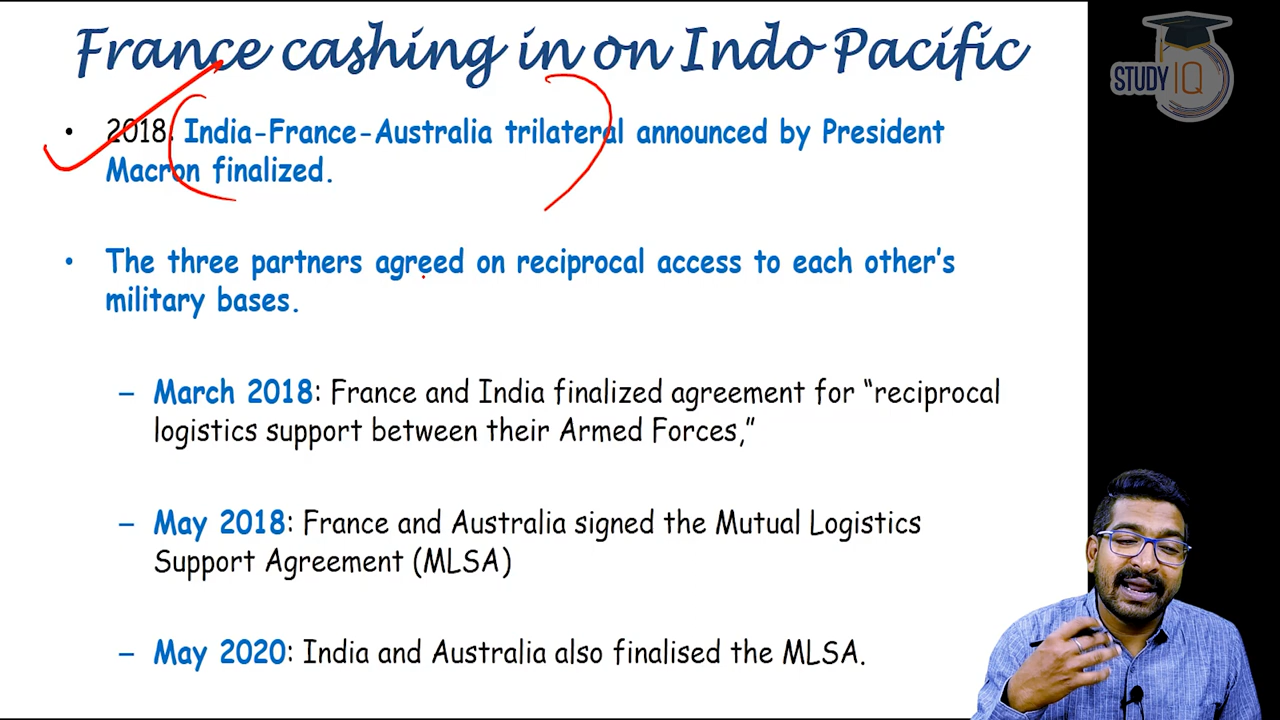 France cashing in on Indo Pacific
STUDY IQ
• 2018: India-France-Australia trilateral announced by President
Macron finalized.
• The three partners agreed on reciprocal access to each other's
military bases.
– March 2018: France and India finalized agreement for “reciprocal
logistics support between their Armed Forces,”
– May 2018: France and Australia signed the Mutual Logistics
Support Agreement (MLSA)
– May 2020: India and Australia also finalised the MLSA.